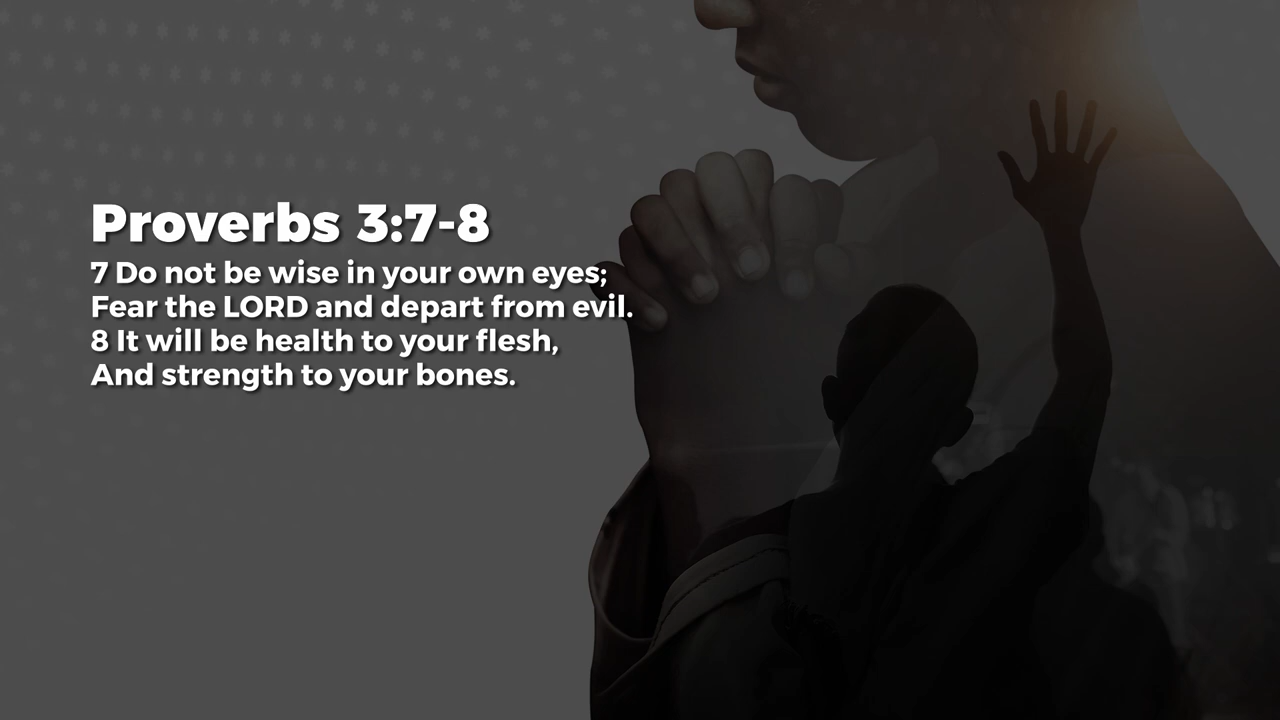 Proverbs 3:7-8
7 Do not be wise in your own eyes;
Fear the LORD and depart from evil.
8 It will be health to your flesh,
And strength to your bones.